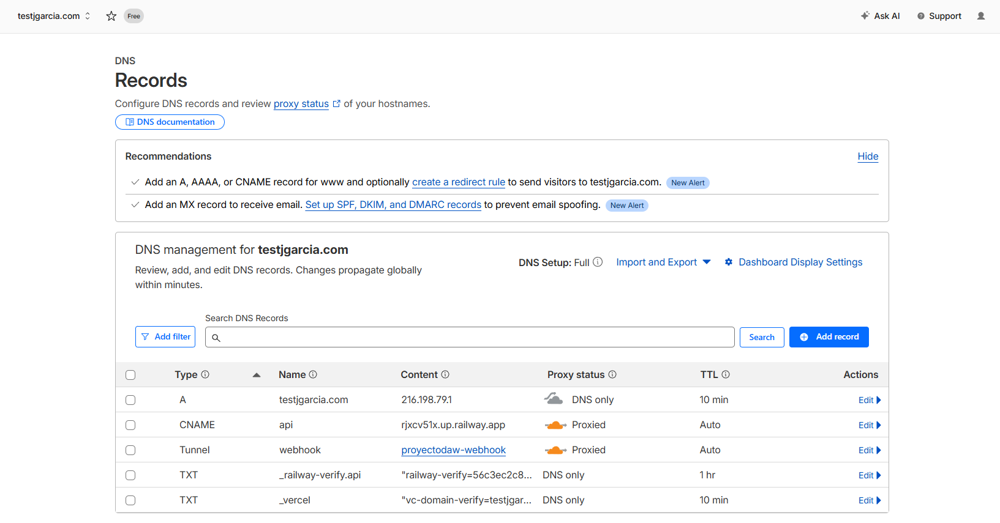 testjgarcia.com Free Ask AI Support
DNS
Records
Configure DNS records and review proxy status of your hostnames.
DNS documentation
Recommendations Hide
Add an A, AAAA, or CNAME record for www and optionally create a redirect rule to send visitors to testjgarcia.com. New Alert
Add an MX record to receive email. Set up SPF, DKIM, and DMARC records to prevent email spoofing. New Alert
DNS management for testjgarcia.com
Review, add, and edit DNS records. Changes propagate globally
within minutes.
DNS Setup: Full Import and Export Dashboard Display Settings
Search DNS Records
Add filter Search Add record
Type Name Content Proxy status TTL Actions
A testjgarcia.com 216.198.79.1 DNS only 10 min Edit
CNAME api rjxcv51x.up.railway.app Proxied Auto Edit
Tunnel webhook proyectodaw-webhook Proxied Auto Edit
TXT _railway-verify.api "railway-verify=56c3ec2c8... DNS only 1 hr Edit
TXT _vercel "vc-domain-verify=testjgar... DNS only 10 min Edit